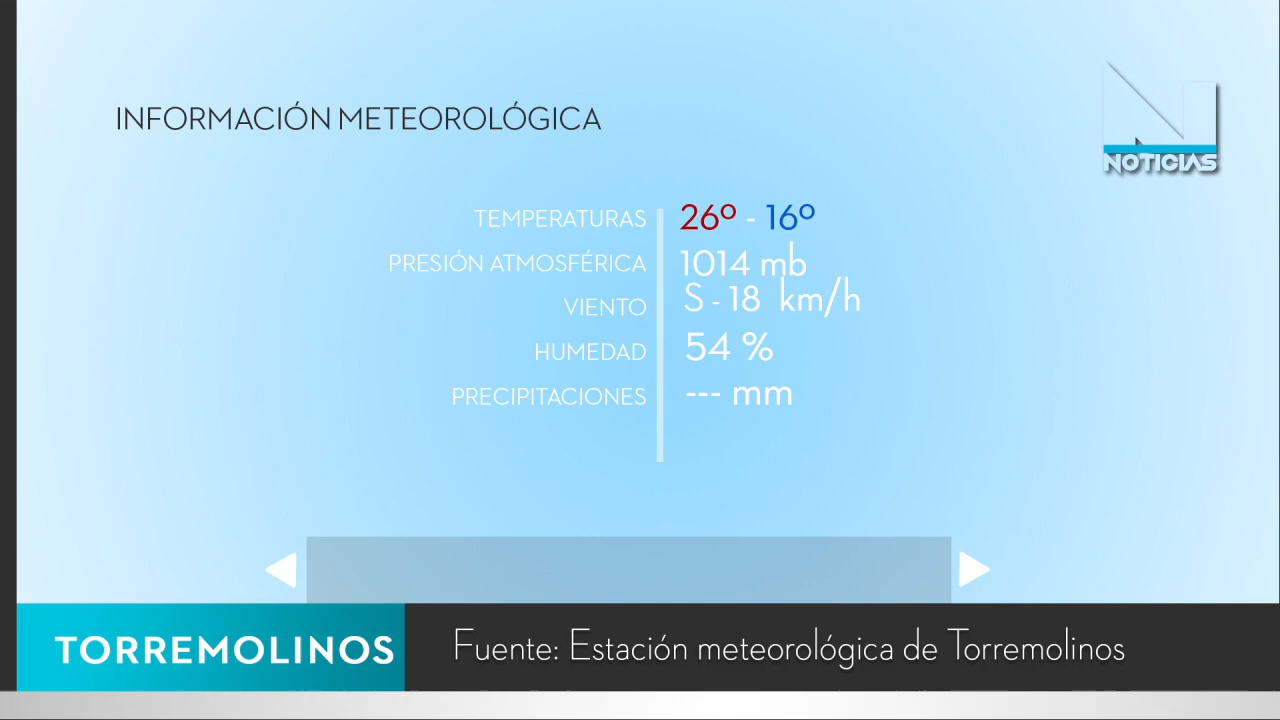 INFORMACIÓN METEOROLÓGICA
NOTICIAS
TEMPERATURAS 26º - 16º
PRESIÓN ATMOSFÉRICA 1014 mb
VIENTO S - 18 km/h
HUMEDAD 54 %
PRECIPITACIONES --- mm
TORREMOLINOS Fuente: Estación meteorológica de Torremolinos